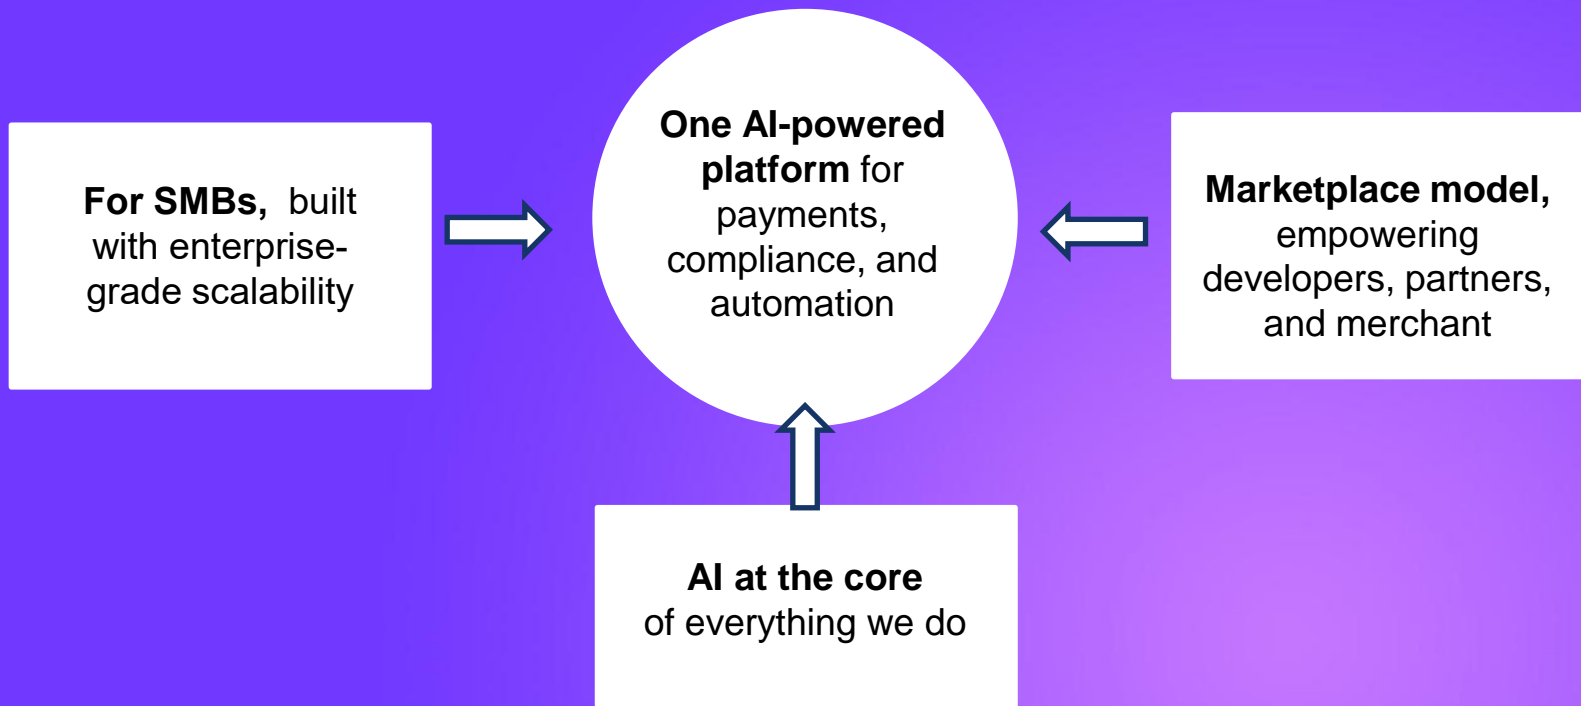 For SMBs,  built
with enterprise-
grade scalability
One AI-powered
platform for
payments,
compliance, and
automation
Marketplace model,
empowering
developers, partners,
and merchant
AI at the core
of everything we do